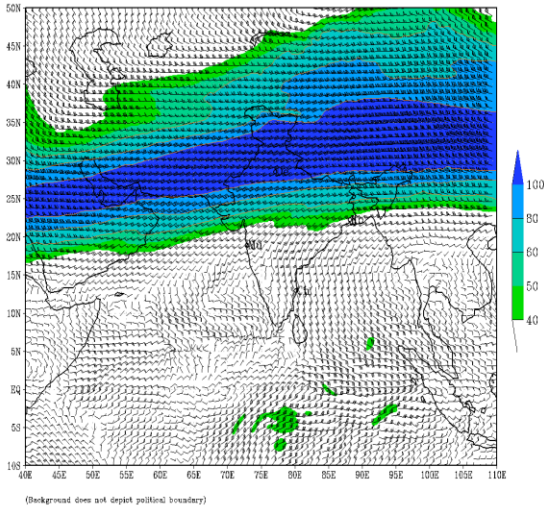 50N
45N
40N
35N
30N
25N
20N
15N
10N
5N
EQ
5S
10S
40E 45E 50E 55E 60E 65E 70E 75E 80E 85E 90E 95E 100E 105E 110E
100
80
60
50
40
(Background does not depict political boundary)